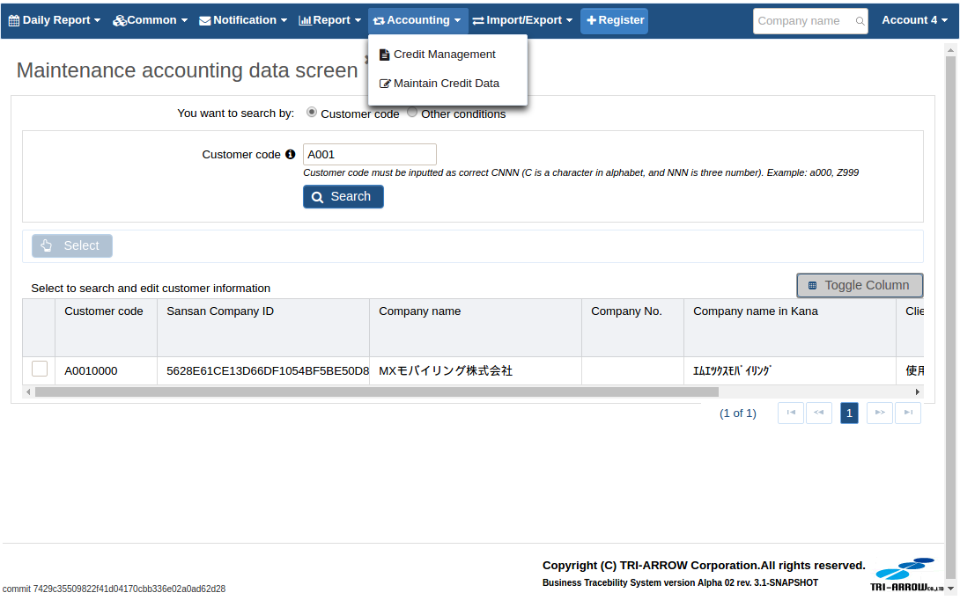 Daily Report Common Notification Report Accounting Import/Export Register Company name Account 4
Credit Management
Maintain Credit Data
Maintenance accounting data screen
You want to search by: Customer code Other conditions
Customer code A001
Customer code must be inputted as correct CNNN (C is a character in alphabet, and NNN is three number). Example: a000, Z999
Search
Select
Select to search and edit customer information
Toggle Column
Customer code Sansan Company ID Company name Company No. Company name in Kana Clie
A0010000 5628E61CE13D66DF1054BF5BE50D8 MXモバイリング株式会社 ｴﾑｴｯｸｽﾓﾊﾞｲﾘﾝｸﾞ 使用
(1 of 1) 1
Copyright (C) TRI-ARROW Corporation.All rights reserved.
Business Tracebility System version Alpha 02 rev. 3.1-SNAPSHOT
TRI-ARROW CO.,LTD
commit 7429c35509822f41d04170cbb336e02a0ad62d28